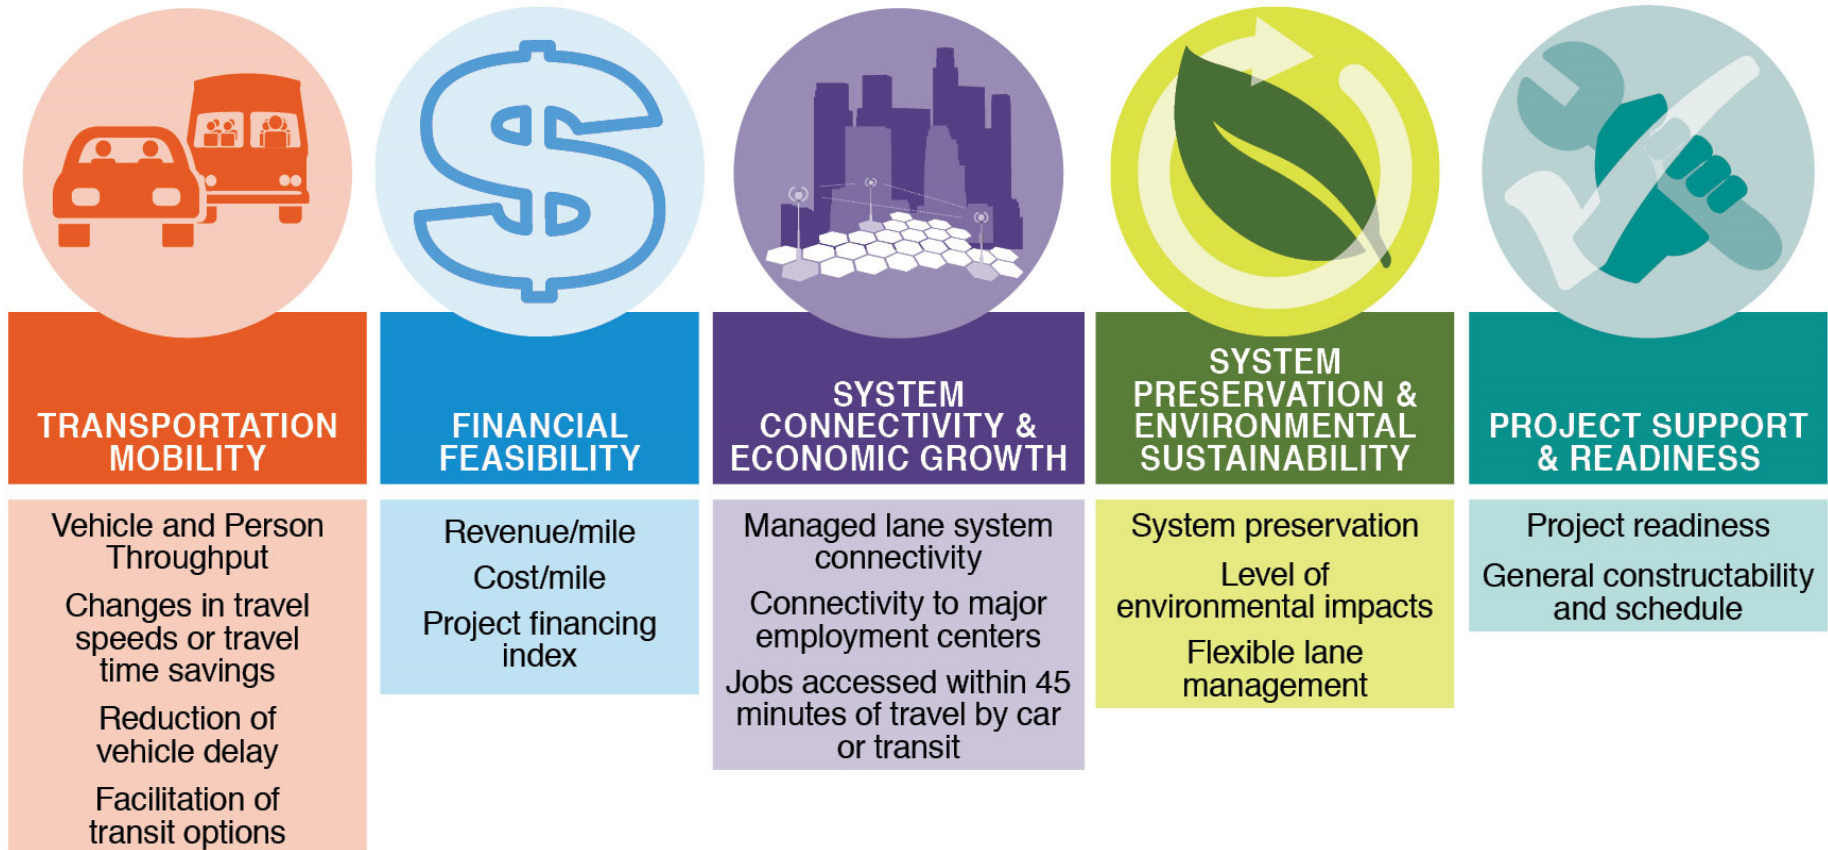 TRANSPORTATION
MOBILITY
Vehicle and Person
Throughput
Changes in travel
speeds or travel
time savings
Reduction of
vehicle delay
Facilitation of
transit options
FINANCIAL
FEASIBILITY
Revenue/mile
Cost/mile
Project financing
index
SYSTEM
CONNECTIVITY &
ECONOMIC GROWTH
Managed lane system
connectivity
Connectivity to major
employment centers
Jobs accessed within 45
minutes of travel by car
or transit
SYSTEM
PRESERVATION &
ENVIRONMENTAL
SUSTAINABILITY
System preservation
Level of
environmental impacts
Flexible lane
management
PROJECT SUPPORT
& READINESS
Project readiness
General constructability
and schedule